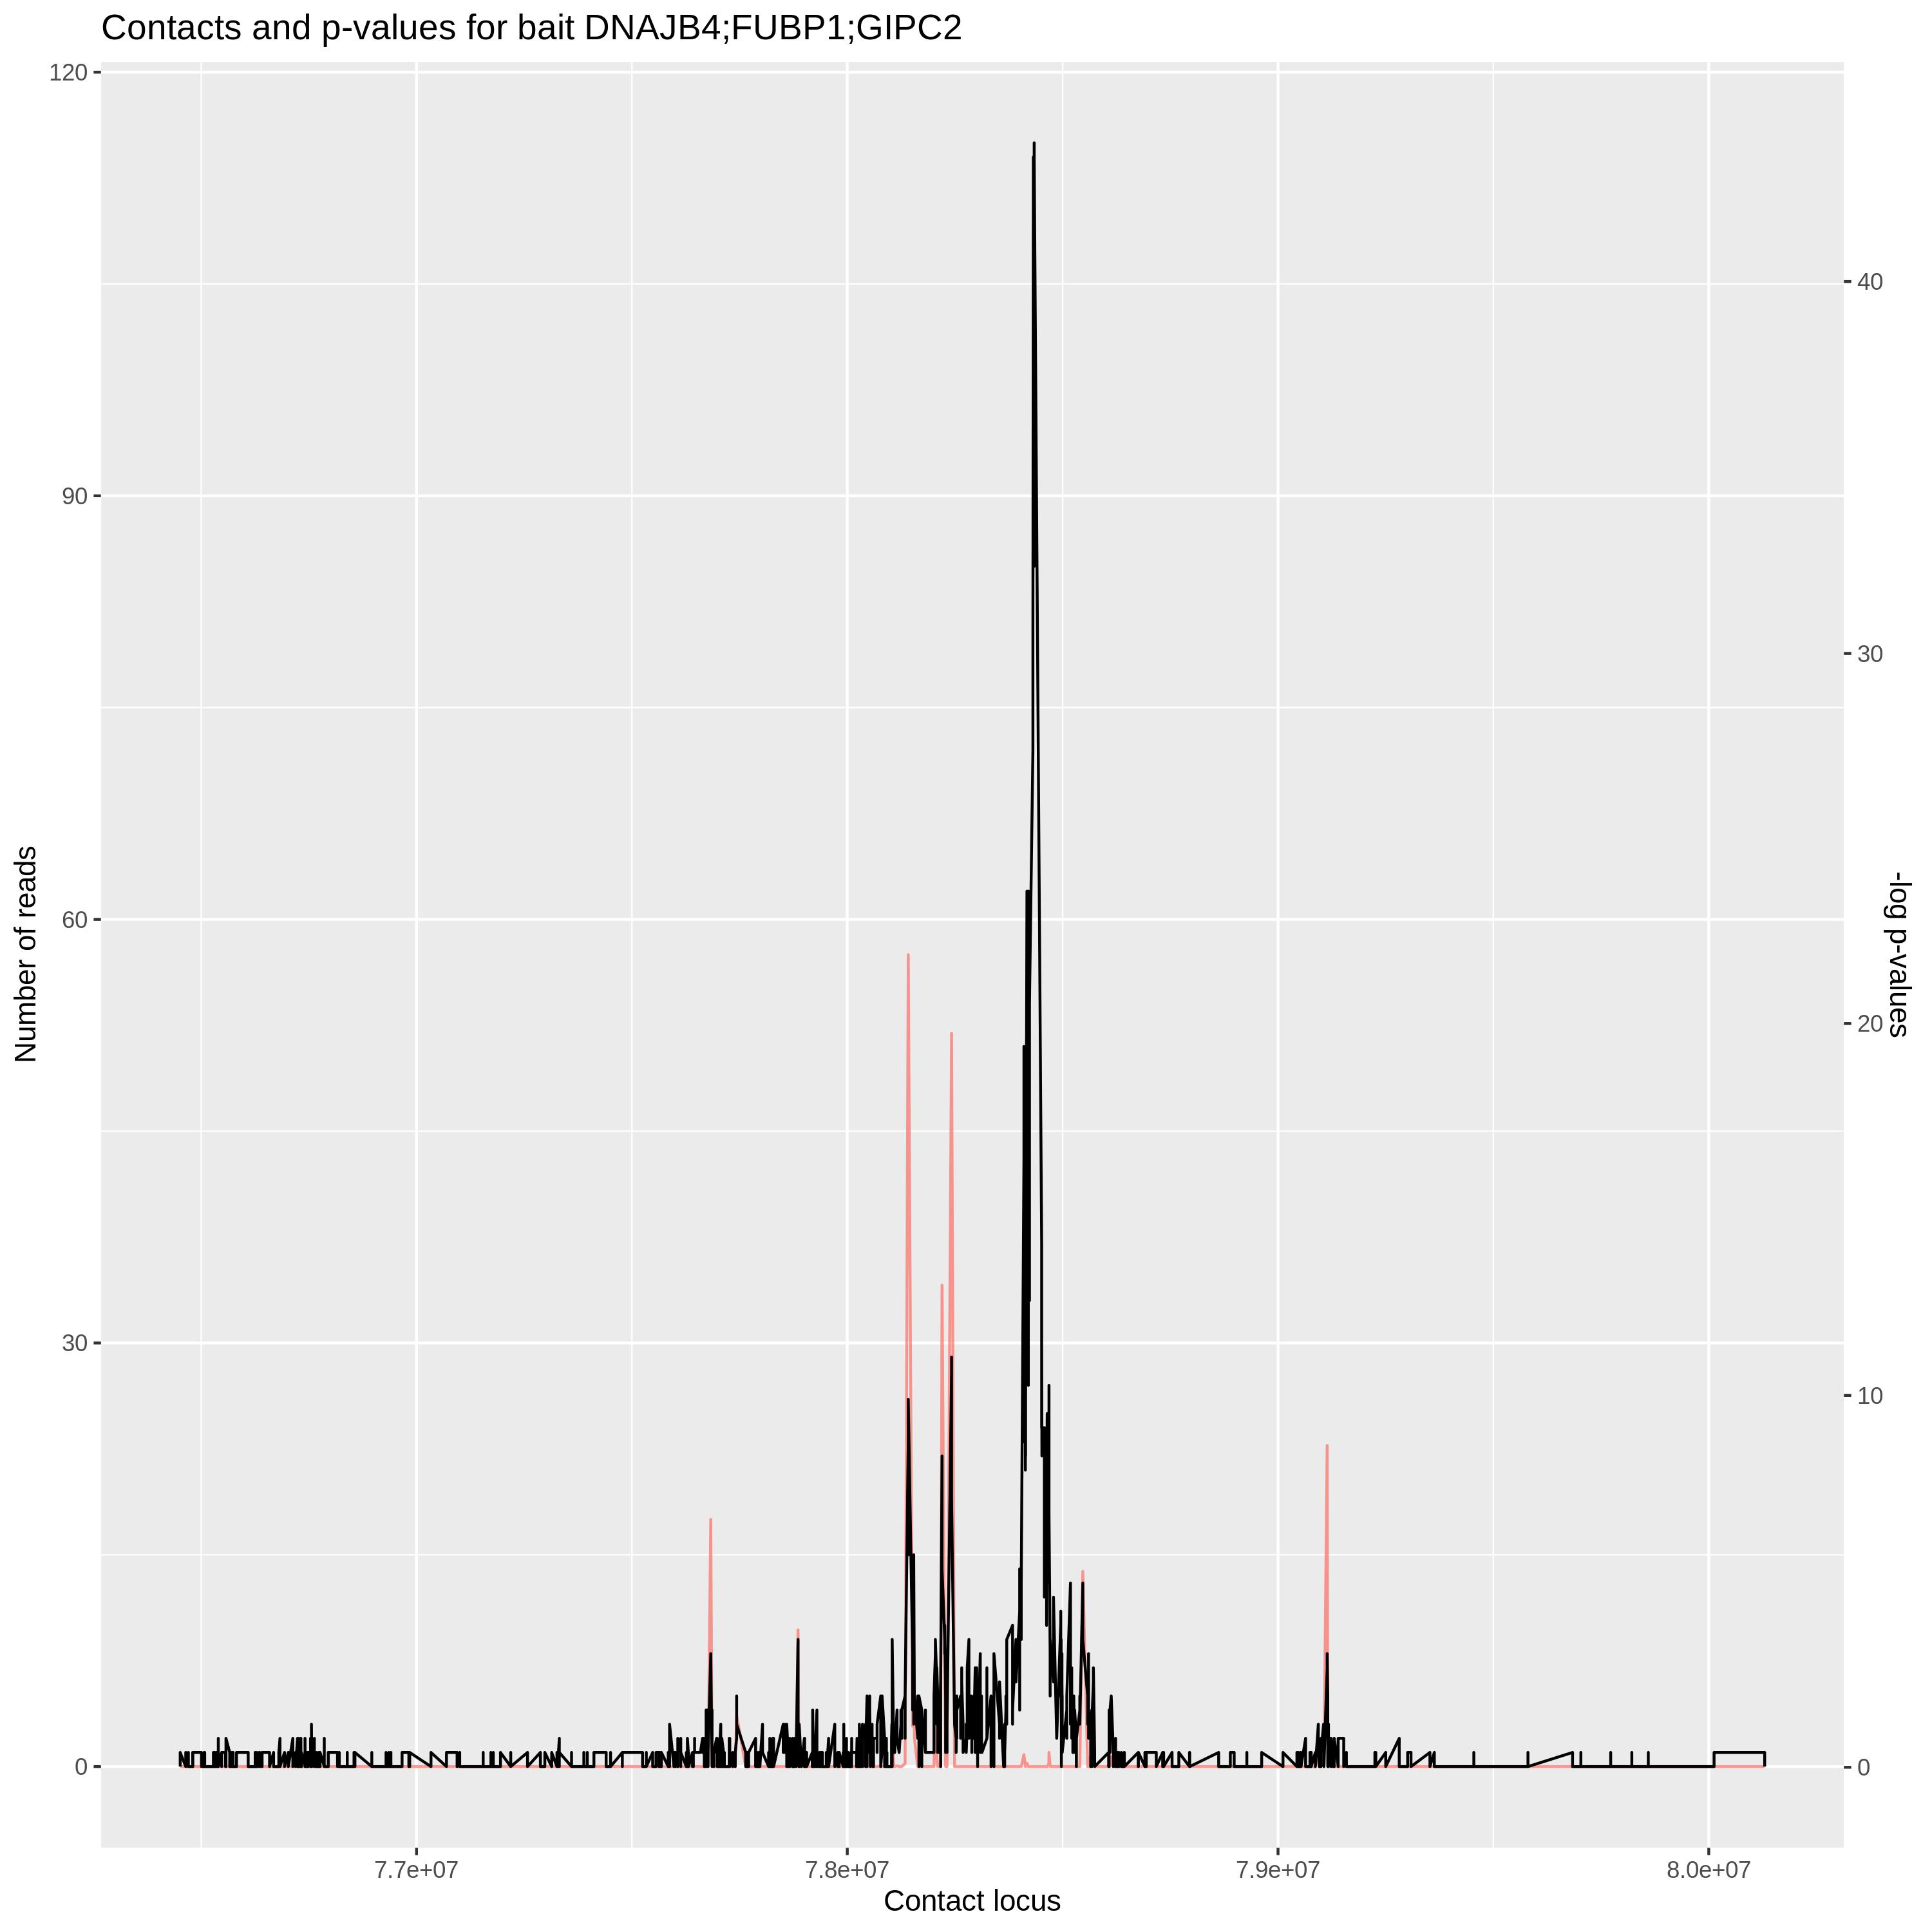 Contacts and p-values for bait DNAJB4;FUBP1;GIPC2
120
90
60
30
0
Number of reads
40
30
20
10
0
-log p-values
7.7e+07 7.8e+07 7.9e+07 8.0e+07
Contact locus